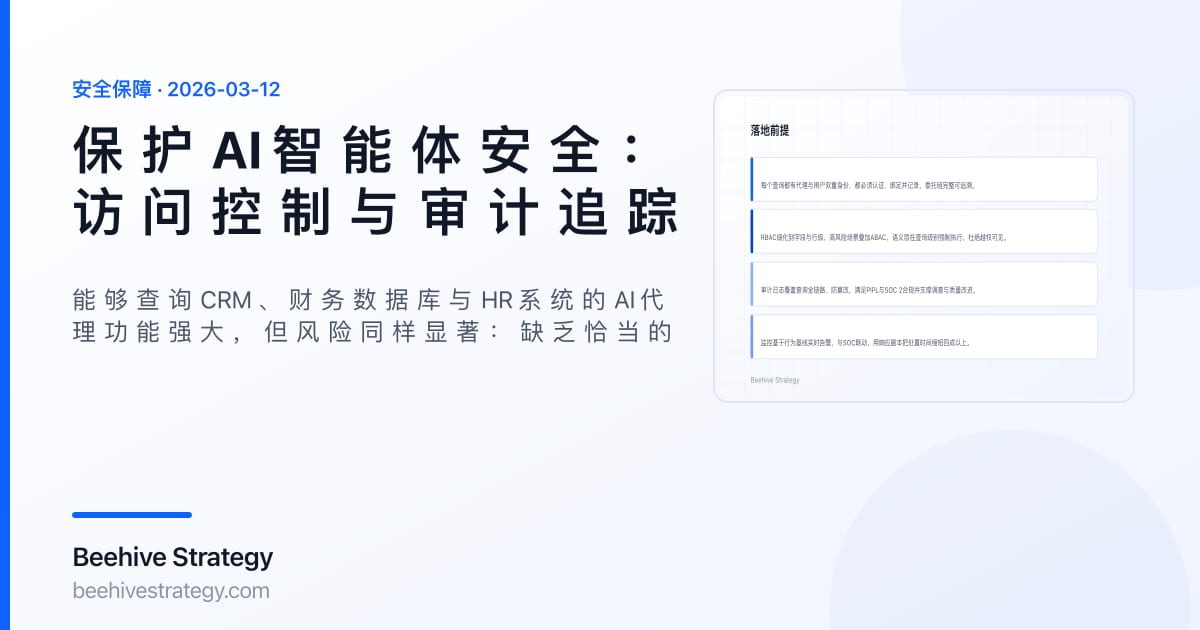 安全保障 · 2026-03-12
保护AI智能体安全：
访问控制与审计追踪
能够查询CRM、财务数据库与HR系统的AI代
理功能强大，但风险同样显著：缺乏恰当的
落地前提
每个查询都有代理与用户双重身份，都必须认证、绑定并记录，委托链完整可追溯。
RBAC细化到字段与行级，高风险场景叠加ABAC，语义层在查询级别强制执行，杜绝越权可见。
审计日志覆盖查询全链路、防篡改，满足PIPL与SOC 2合规并支撑调查与质量改进。
监控基于行为基线实时告警，与SOC联动，用响应剧本把处置时间缩短四成以上。
Beehive Strategy
Beehive Strategy
beehivestrategy.com